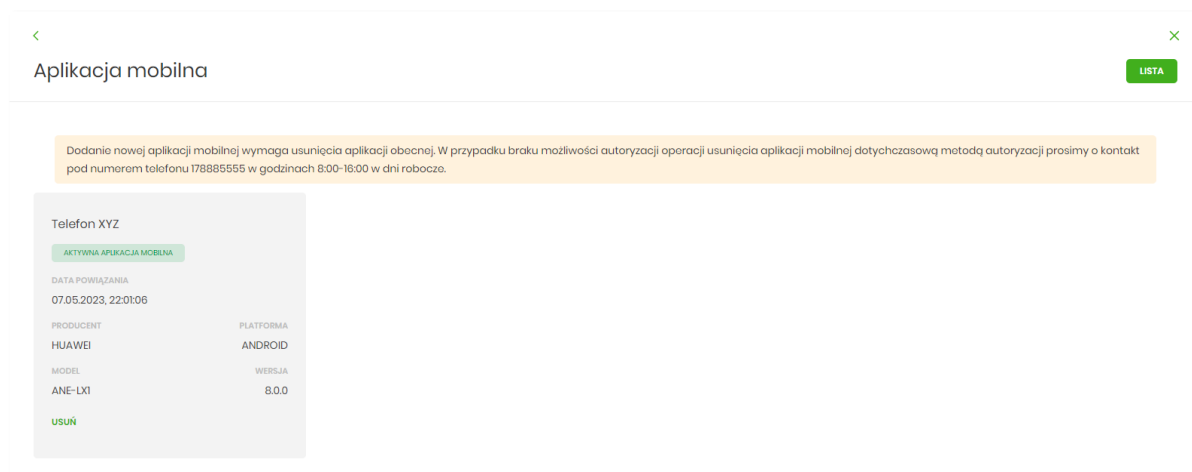 Aplikacja mobilna
LISTA
Dodanie nowej aplikacji mobilnej wymaga usunięcia aplikacji obecnej. W przypadku braku możliwości autoryzacji operacji usunięcia aplikacji mobilnej dotychczasową metodą autoryzacji prosimy o kontakt
pod numerem telefonu 178885555 w godzinach 8:00-16:00 w dni robocze.
Telefon XYZ
AKTYWNA APLIKACJA MOBILNA
DATA POWIĄZANIA
07.05.2023, 22:01:06
PRODUCENT PLATFORMA
HUAWEI ANDROID
MODEL WERSJA
ANE-LX1 8.0.0
USUŃ